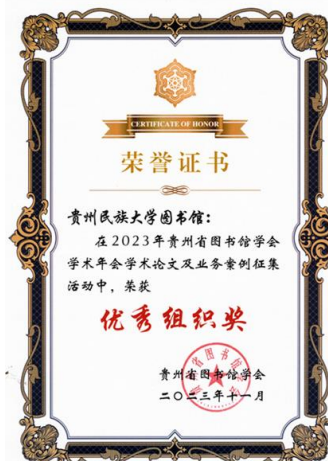 CERTIFICATE OF HONOR
荣誉证书
贵州民族大学图书馆：
在2023年贵州省图书馆学会
学术年会学术论文及业务案例征集
活动中，荣获
优秀组织奖
贵州省图书馆学会
二〇二三年十一月